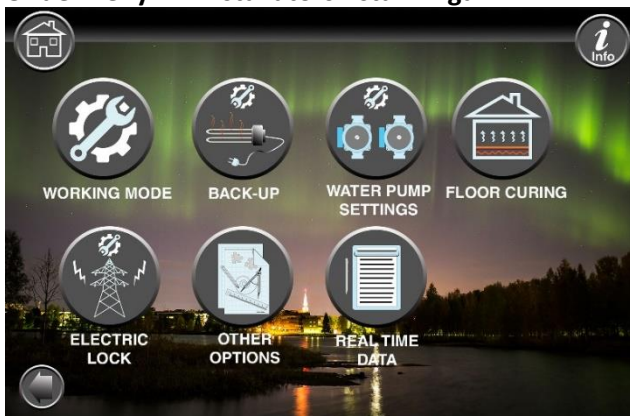 Info
WORKING MODE
BACK-UP
WATER PUMP
SETTINGS
FLOOR CURING
ELECTRIC
LOCK
OTHER
OPTIONS
REAL TIME
DATA